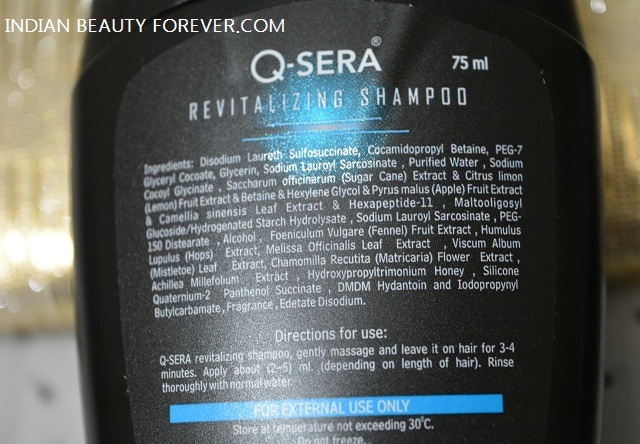 INDIAN BEAUTY FOREVER.COM
Q-SERA® 75 ml
REVITALIZING SHAMPOO
Ingredients: Disodium Laureth Sulfosuccinate, Cocamidopropyl Betaine, PEG-7
Glyceryl Cocoate, Glycerin, Sodium Lauroyl Sarcosinate , Purified Water , Sodium
Cocoyl Glycinate , Saccharum officinarum (Sugar Cane) Extract & Citrus limon
(Lemon) Fruit Extract & Betaine & Hexylene Glycol & Pyrus malus (Apple) Fruit Extract
& Camellia sinensis Leaf Extract & Hexapeptide-11 , Maltooligosyl
Glucoside/Hydrogenated Starch Hydrolysate , Sodium Lauroyl Sarcosinate , PEG-
150 Distearate , Alcohol , Foeniculum Vulgare (Fennel) Fruit Extract , Humulus
Lupulus (Hops) Extract, Melissa Officinalis Leaf Extract , Viscum Album
(Mistletoe) Leaf Extract , Chamomilla Recutita (Matricaria) Flower Extract ,
Achillea Millefolium Extract , Hydroxypropyltrimonium Honey , Silicone
Quaternium-2 Panthenol Succinate , DMDM Hydantoin and Iodopropynyl
Butylcarbamate , Fragrance , Edetate Disodium.
Directions for use:
Q-SERA revitalizing shampoo, gently massage and leave it on hair for 3-4
minutes. Apply about (2-5) ml. (depending on length of hair). Rinse
thoroughly with normal water.
FOR EXTERNAL USE ONLY
Store at temperature not exceeding 30°C.
Do not freeze.